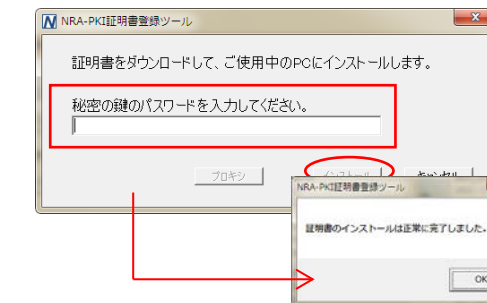 NRA-PKI証明書登録ツール
証明書をダウンロードして、ご使用中のPCにインストールします。
秘密の鍵のパスワードを入力してください。
プロキシ
インストール
キャンセル
NRA-PKI証明書登録ツール
証明書のインストールは正常に完了しました。
OK